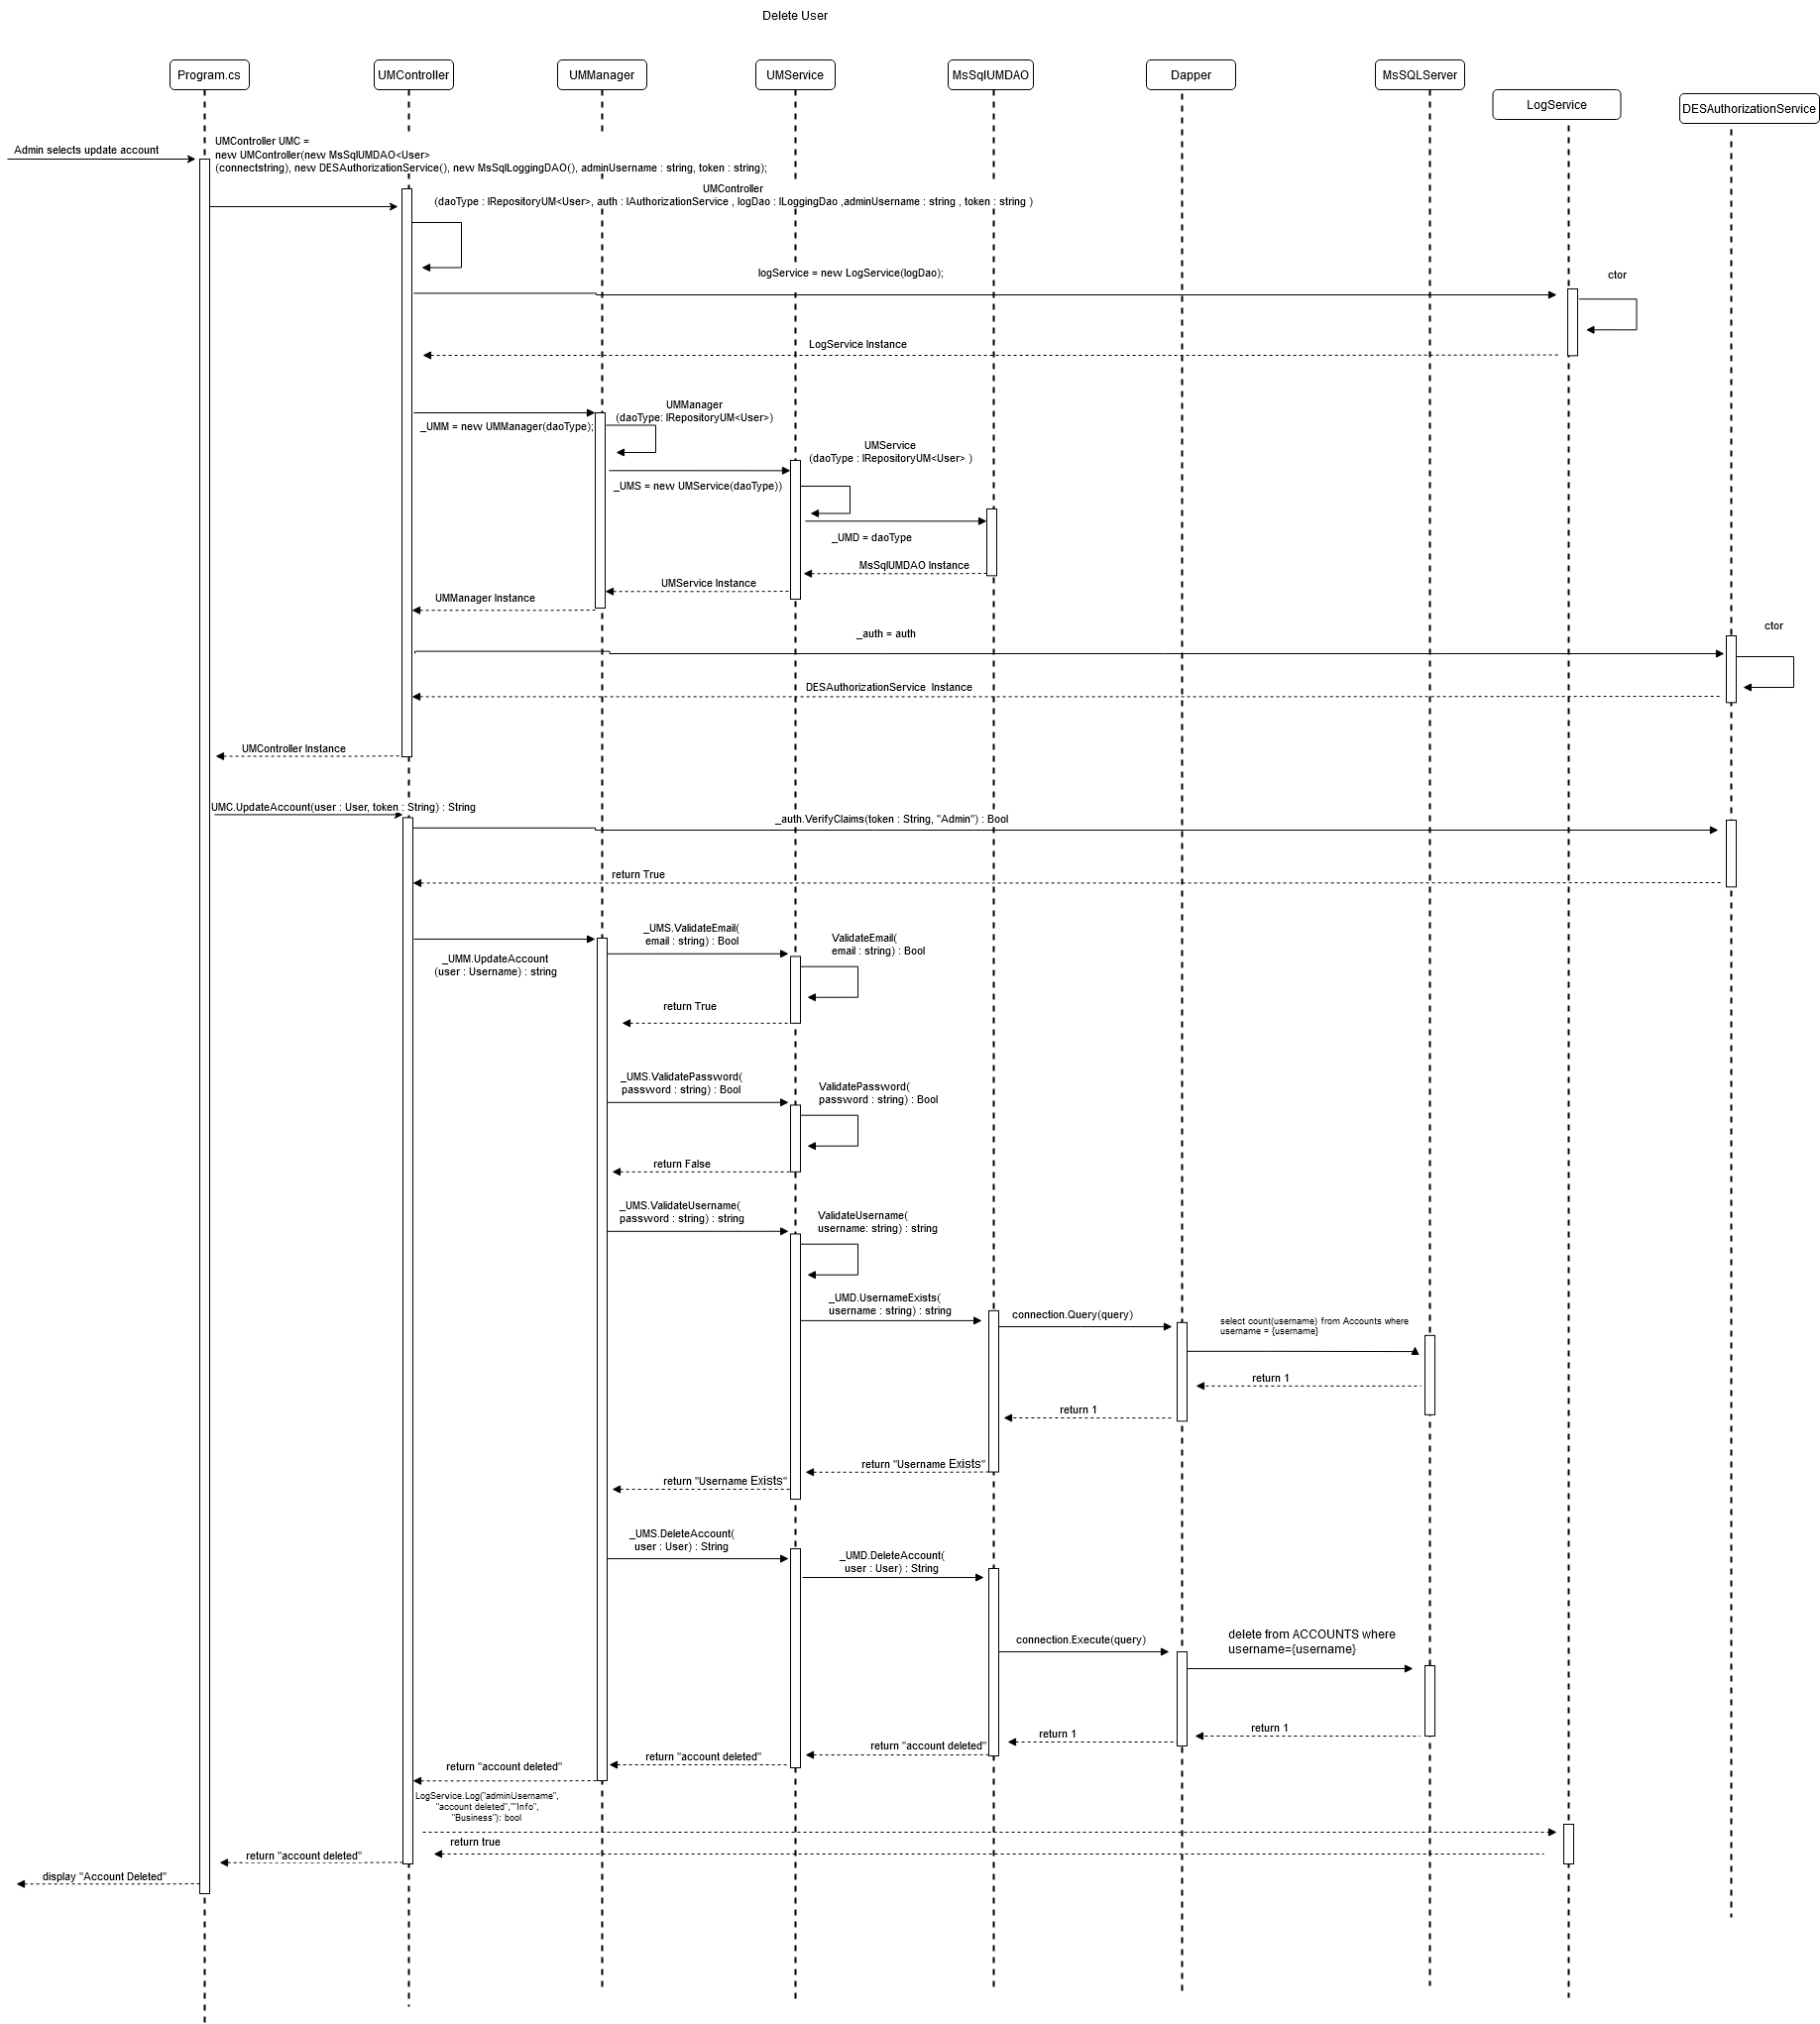 Delete User
Program.cs
UMController
UMManager
UMService
MsSqlUMDAO
Dapper
MsSQLServer
LogService
DESAuthorizationService
Admin selects update account
UMController UMC =
new UMController(new MsSqlUMDAO<User>
(connectstring), new DESAuthorizationService(), new MsSqlLoggingDAO(), adminUsername : string, token : string);
UMController
(daoType : IRepositoryUM<User>, auth : IAuthorizationService , logDao : ILoggingDao ,adminUsername : string , token : string )
logService = new LogService(logDao);
ctor
LogService Instance
UMManager
(daoType: IRepositoryUM<User>)
_UMM = new UMManager(daoType);
UMService
(daoType : IRepositoryUM<User> )
_UMS = new UMService(daoType))
_UMD = daoType
MsSqlUMDAO Instance
UMService Instance
UMManager Instance
_auth = auth
ctor
DESAuthorizationService  Instance
UMController Instance
UMC.UpdateAccount(user : User, token : String) : String
_auth.VerifyClaims(token : String, "Admin") : Bool
return True
_UMS.ValidateEmail(
email : string) : Bool
ValidateEmail(
email : string) : Bool
_UMM.UpdateAccount
(user : Username) : string
return True
_UMS.ValidatePassword(
password : string) : Bool
ValidatePassword(
password : string) : Bool
return False
_UMS.ValidateUsername(
password : string) : string
ValidateUsername(
username: string) : string
_UMD.UsernameExists(
username : string) : string
connection.Query(query)
select count(username) from Accounts where
username = {username}
return 1
return 1
return "Username Exists"
return "Username Exists"
_UMS.DeleteAccount(
user : User) : String
_UMD.DeleteAccount(
user : User) : String
connection.Execute(query)
delete from ACCOUNTS where
username={username}
return 1
return 1
return "account deleted"
return "account deleted"
return "account deleted"
LogService.Log("adminUsername",
"account deleted",""Info",
"Business"): bool
return true
return "account deleted"
display "Account Deleted"